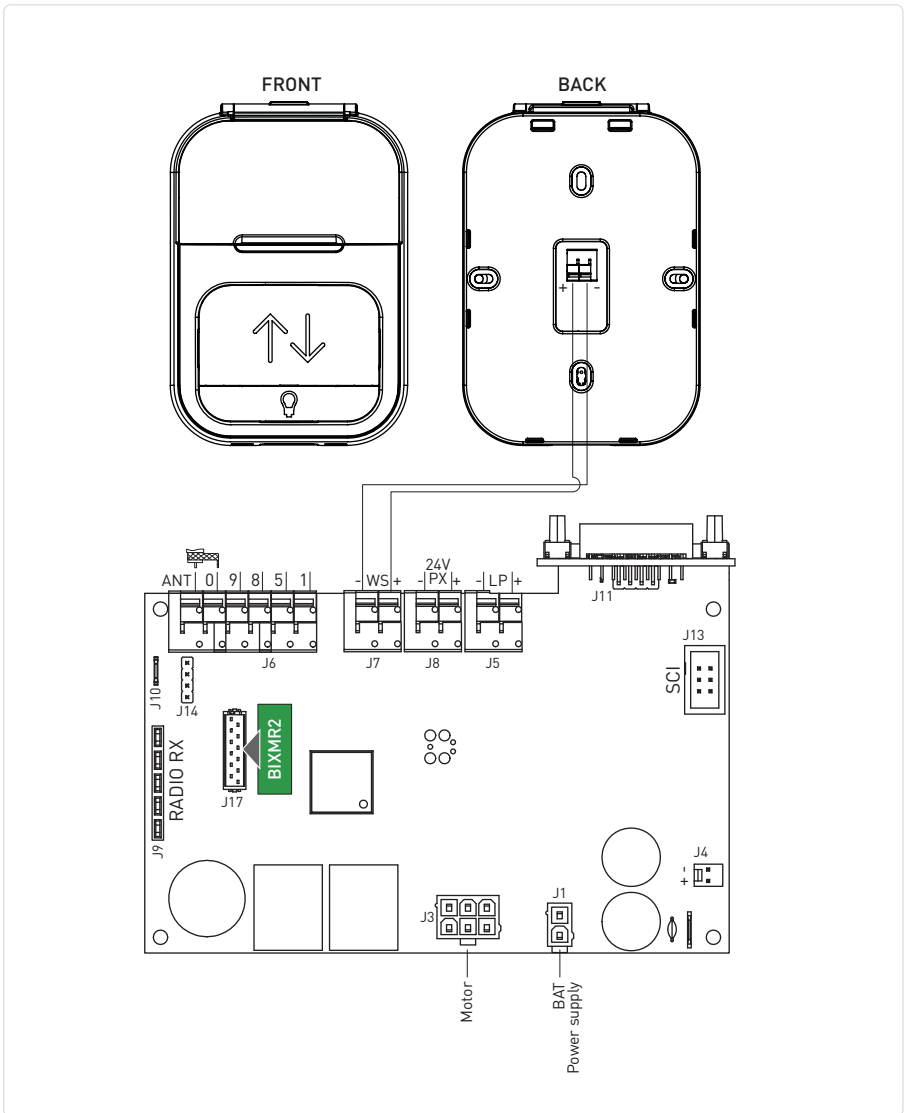 FRONT
BACK
+ -
ANT 0 9 8 5 1
- WS +
24V
- PX +
- LP +
J6
J7
J8
J5
J11
J13
SCI
J10
J14
RADIO RX
J9
J17
BIXMR2
J4
+ -
J3
J1
Motor
BAT
Power supply